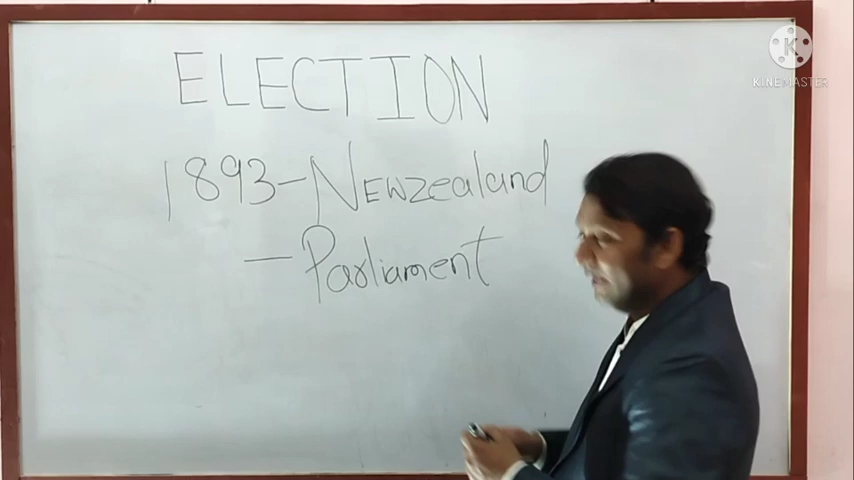 ELECTION
1893-Newzealand
- Parliament
K
KINEMASTER